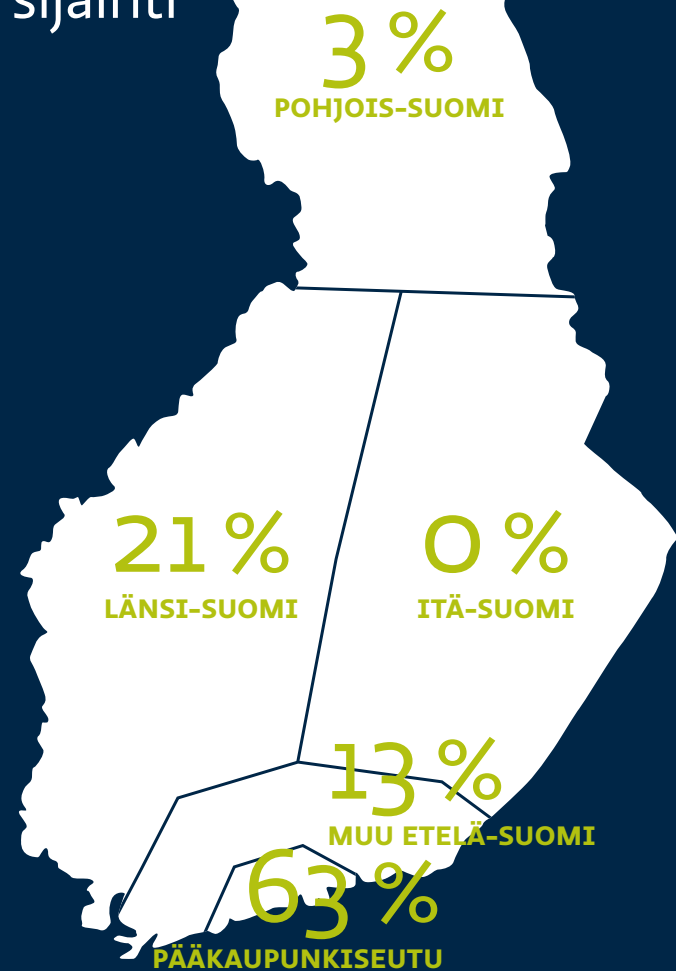 sijainti
3 %
POHJOIS-SUOMI
21 %
LÄNSI-SUOMI
0 %
ITÄ-SUOMI
13 %
MUU ETELÄ-SUOMI
63 %
PÄÄKAUPUNKISEUTU